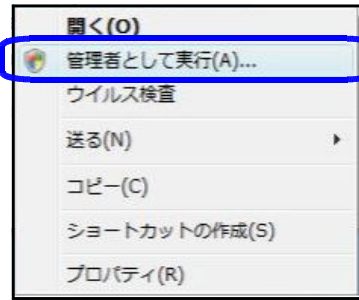 開く(O)
管理者として実行(A)...
ウイルス検査
送る(N)
コピー(C)
ショートカットの作成(S)
プロパティ(R)